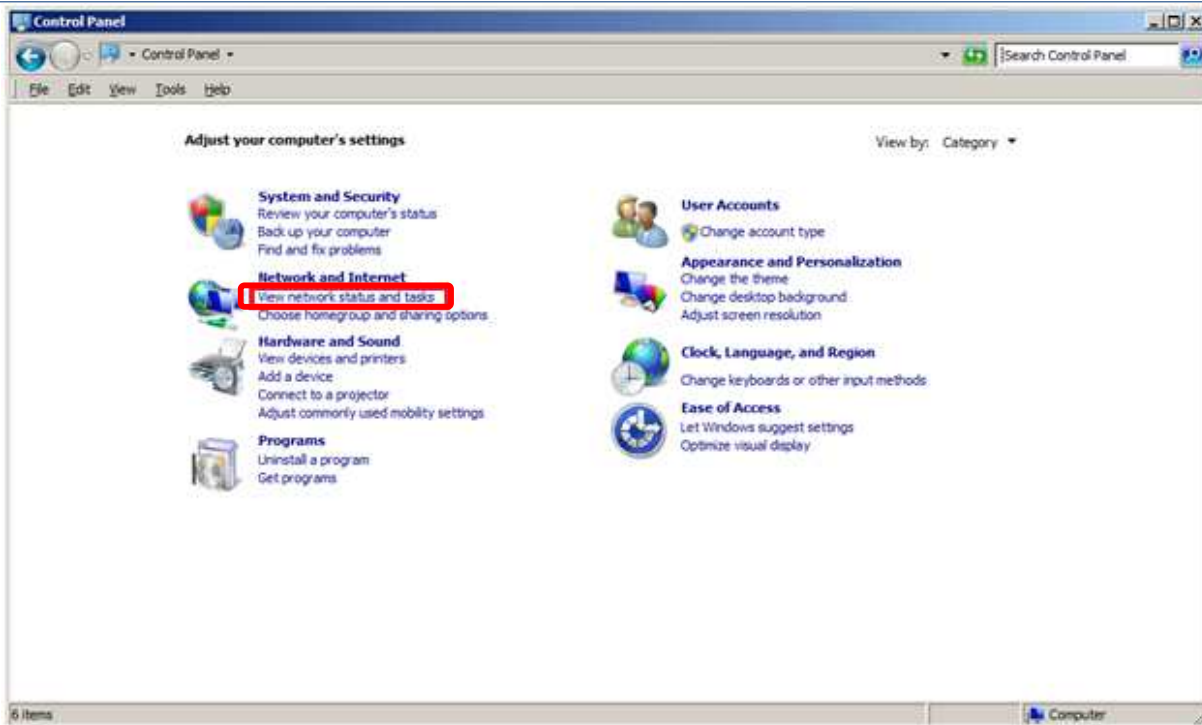 Control Panel
Control Panel
Search Control Panel
File Edit View Tools Help
Adjust your computer's settings
View by: Category
System and Security
Review your computer's status
Back up your computer
Find and fix problems
Network and Internet
View network status and tasks
Choose homegroup and sharing options
Hardware and Sound
View devices and printers
Add a device
Connect to a projector
Adjust commonly used mobility settings
Programs
Uninstall a program
Get programs
User Accounts
Change account type
Appearance and Personalization
Change the theme
Change desktop background
Adjust screen resolution
Clock, Language, and Region
Change keyboards or other input methods
Ease of Access
Let Windows suggest settings
Optimize visual display
6 items
Computer